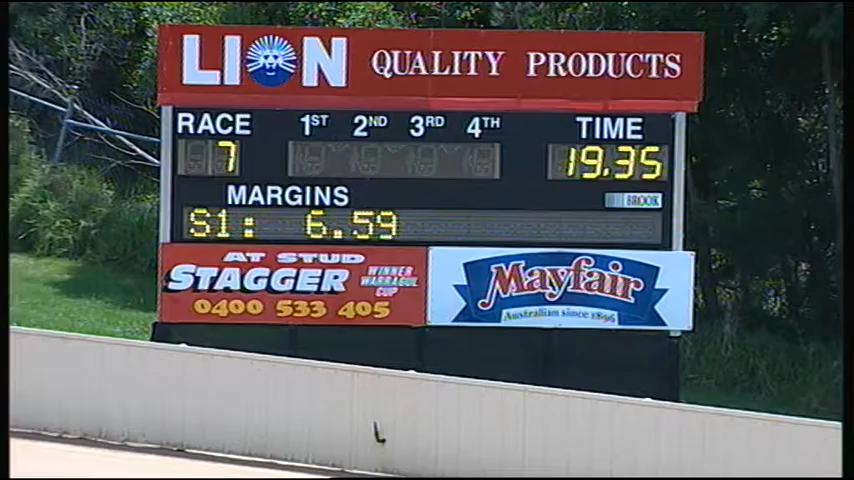 LION QUALITY PRODUCTS
RACE 1ST 2ND 3RD 4TH TIME
7 19.35
MARGINS BROOK
S1: 6.59
AT STUD
STAGGER WINNER WARRAGUL CUP
0400 533 405
Mayfair
Australian since 1896